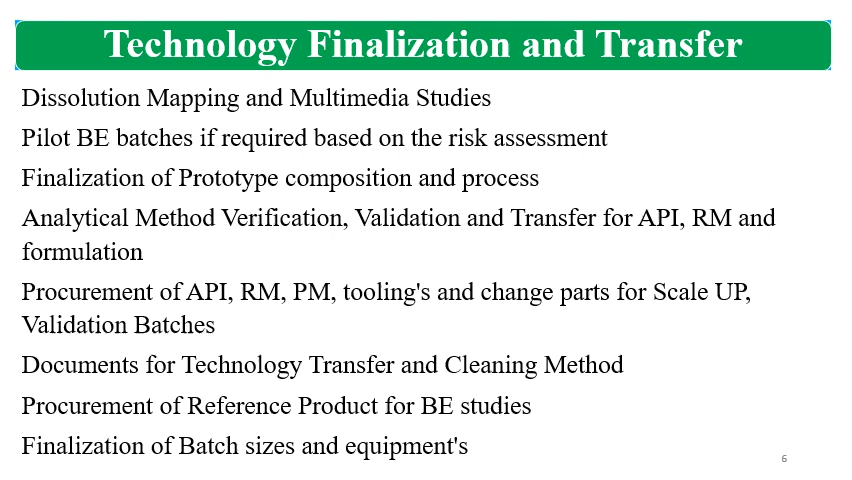 Technology Finalization and Transfer
Dissolution Mapping and Multimedia Studies
Pilot BE batches if required based on the risk assessment
Finalization of Prototype composition and process
Analytical Method Verification, Validation and Transfer for API, RM and
formulation
Procurement of API, RM, PM, tooling's and change parts for Scale UP,
Validation Batches
Documents for Technology Transfer and Cleaning Method
Procurement of Reference Product for BE studies
Finalization of Batch sizes and equipment's
6